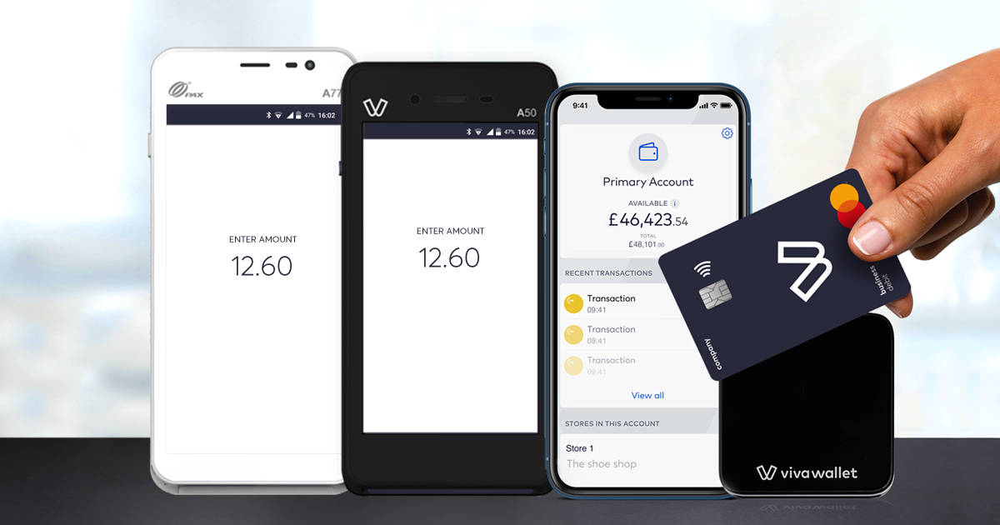 PAX
A77
47% 16:02
ENTER AMOUNT
12.60
A50
47% 16:02
ENTER AMOUNT
12.60
9:41
Primary Account
AVAILABLE i
£46,423.54
TOTAL
£48,101.00
RECENT TRANSACTIONS
Transaction
09:41
Transaction
09:41
Transaction
09:41
View all
STORES IN THIS ACCOUNT
Store 1
The shoe shop
company
business
debit
vivawallet